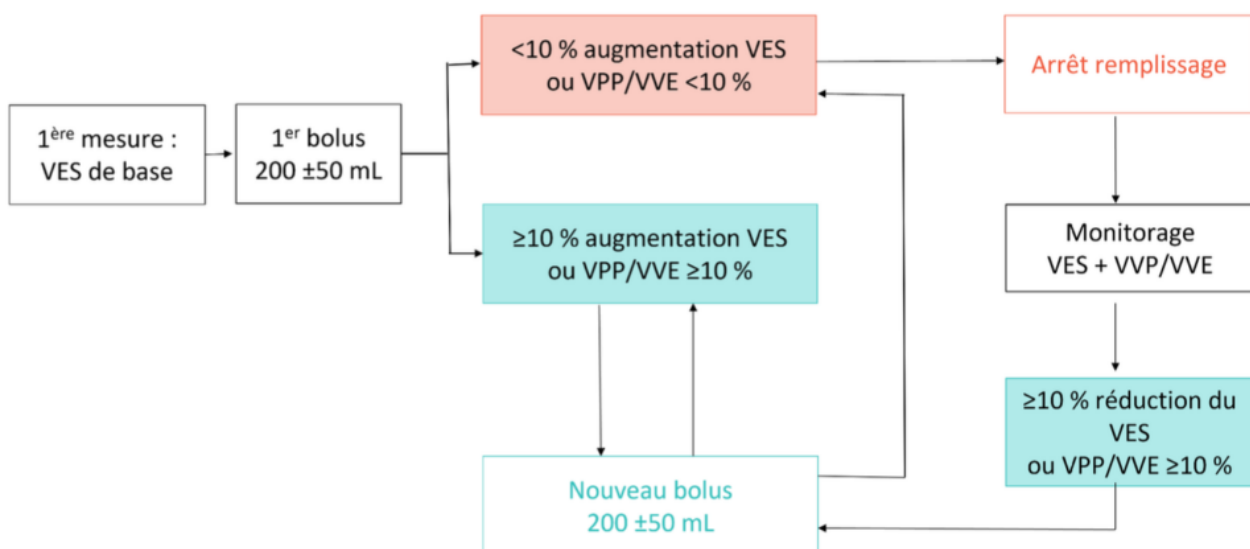 1ère mesure :
VES de base
1er bolus
200 ±50 mL
<10 % augmentation VES
ou VPP/VVE <10 %
Arrêt remplissage
≥10 % augmentation VES
ou VPP/VVE ≥10 %
Monitorage
VES + VVP/VVE
≥10 % réduction du
VES
ou VPP/VVE ≥10 %
Nouveau bolus
200 ±50 mL